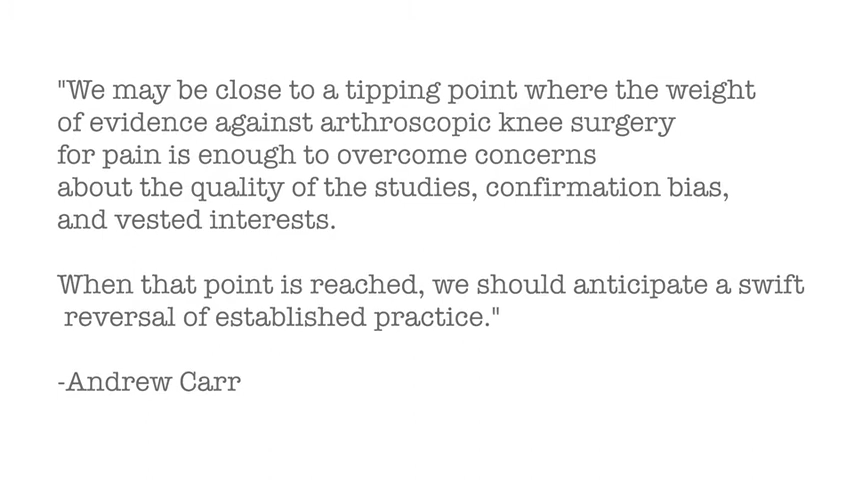 "We may be close to a tipping point where the weight
of evidence against arthroscopic knee surgery
for pain is enough to overcome concerns
about the quality of the studies, confirmation bias,
and vested interests.
When that point is reached, we should anticipate a swift
reversal of established practice."
-Andrew Carr